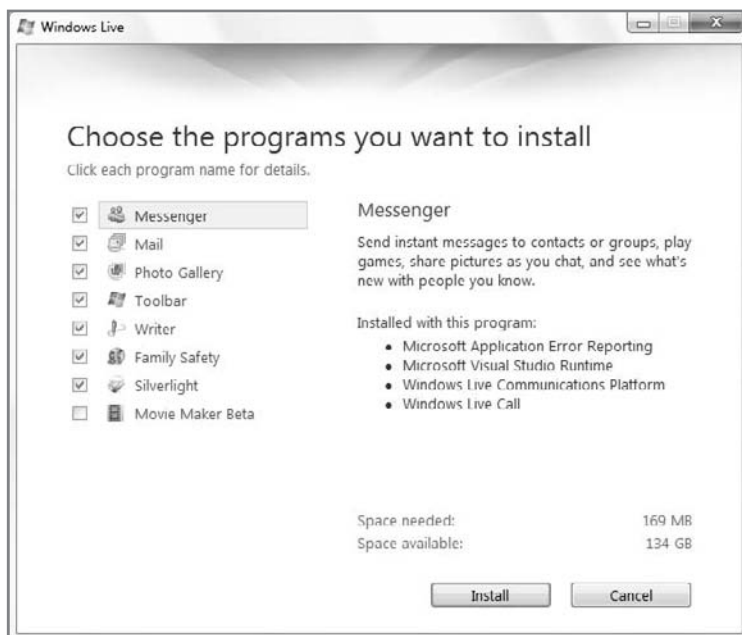 Windows Live
Choose the programs you want to install
Click each program name for details.
Messenger
Mail
Photo Gallery
Toolbar
Writer
Family Safety
Silverlight
Movie Maker Beta
Messenger
Send instant messages to contacts or groups, play
games, share pictures as you chat, and see what's
new with people you know.
Installed with this program:
• Microsoft Application Error Reporting
• Microsoft Visual Studio Runtime
• Windows Live Communications Platform
• Windows Live Call
Space needed: 169 MB
Space available: 134 GB
Install Cancel